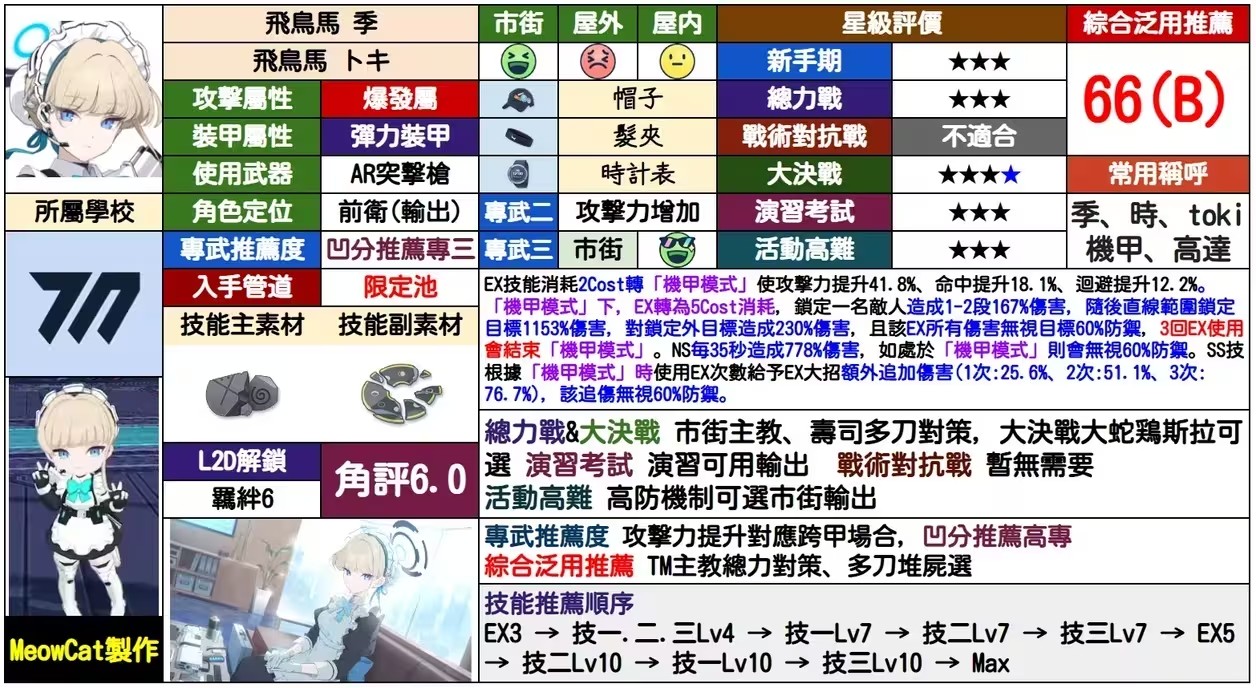 飛鳥馬 季
飛鳥馬 トキ
攻擊屬性 爆發屬
裝甲屬性 彈力裝甲
使用武器 AR突擊槍
所屬學校
角色定位 前衛(輸出)
專武推薦度 凹分推薦專三
入手管道 限定池
技能主素材 技能副素材
L2D解鎖
羈絆6
角評6.0
MeowCat製作
市街 屋外 屋内
帽子
髮夾
時計表
專武二 攻擊力增加
專武三 市街
星級評價
新手期 ★★★
總力戰 ★★★
戰術對抗戰 不適合
大決戰 ★★★★
演習考試 ★★★
活動高難 ★★★
綜合泛用推薦
66(B)
常用稱呼
季、時、toki
機甲、高達
EX技能消耗2Cost轉「機甲模式」使攻擊力提升41.8%、命中提升18.1%、迴避提升12.2%。
「機甲模式」下, EX轉為5Cost消耗, 鎖定一名敵人造成1-2段167%傷害, 隨後直線範圍鎖定
目標1153%傷害, 對鎖定外目標造成230%傷害, 且該EX所有傷害無視目標60%防禦, 3回EX使用
會結束「機甲模式」。NS每35秒造成778%傷害, 如處於「機甲模式」則會無視60%防禦。SS技
根據「機甲模式」時使用EX次數給予EX大招額外追加傷害(1次:25.6%、2次:51.1%、3次:
76.7%), 該追傷無視60%防禦。
總力戰&大決戰 市街主教、壽司多刀對策, 大決戰大蛇鶏斯拉可
選 演習考試 演習可用輸出 戰術對抗戰 暫無需要
活動高難 高防機制可選市街輸出
專武推薦度 攻擊力提升對應跨甲場合, 凹分推薦高專
綜合泛用推薦 TM主教總力對策、多刀堆屍選
技能推薦順序
EX3 → 技一.二.三Lv4 → 技一Lv7 → 技二Lv7 → 技三Lv7 → EX5
→ 技二Lv10 → 技一Lv10 → 技三Lv10 → Max